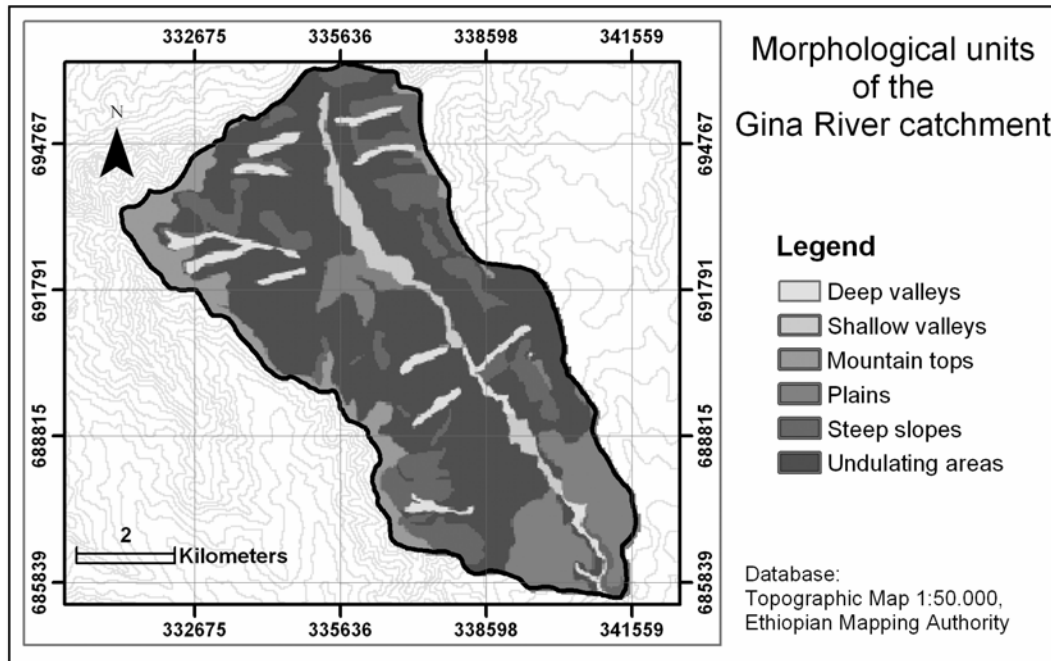 332675 335636 338598 341559
Morphological units
of the
Gina River catchment
N
694767 694767
691791 691791
688815 688815
685839 685839
Legend
Deep valleys
Shallow valleys
Mountain tops
Plains
Steep slopes
Undulating areas
2
Kilometers
332675 335636 338598 341559
Database:
Topographic Map 1:50.000,
Ethiopian Mapping Authority